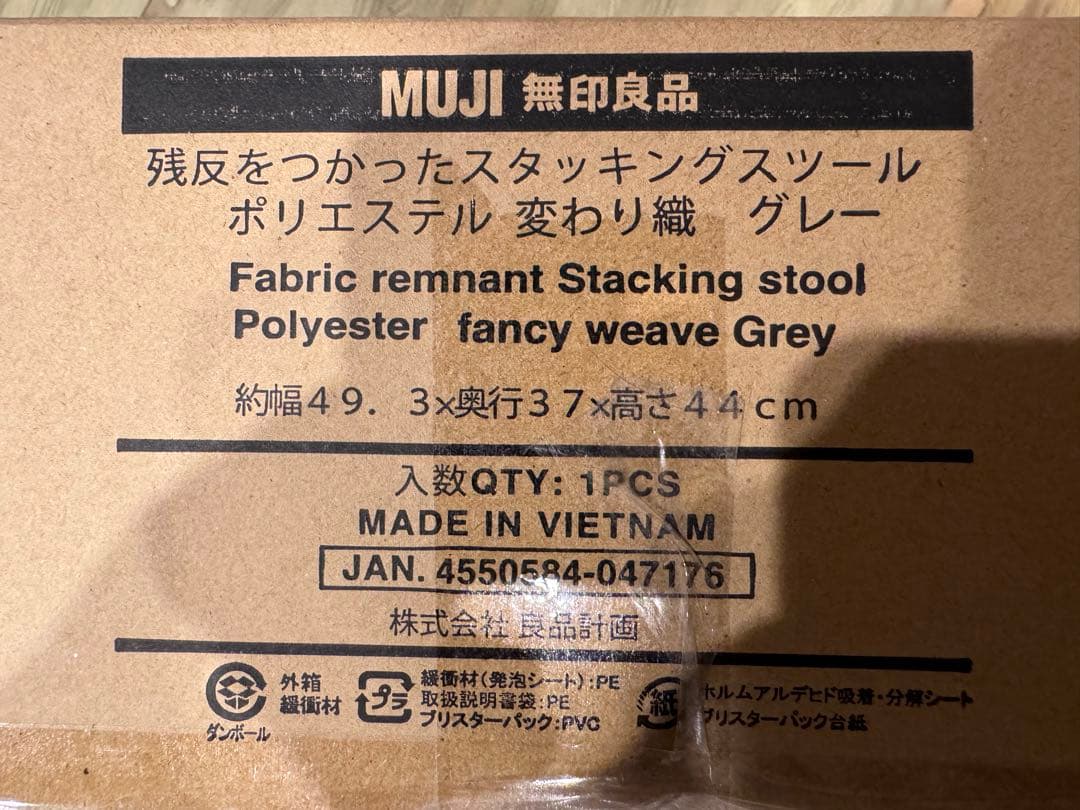 MUJI 無印良品
残反をつかったスタッキングスツール
ポリエステル 変わり織　グレー
Fabric remnant Stacking stool
Polyester fancy weave Grey
約幅４９．３×奥行３７×高さ４４ｃｍ
入数QTY: 1PCS
MADE IN VIETNAM
JAN. 4550584-047176
株式会社 良品計画
ダンボール
外箱
緩衝材
プラ
緩衝材(発泡シート):PE
取扱説明書袋:PE
ブリスターパック:PVC
紙
ホルムアルデヒド吸着・分解シート
ブリスターパック台紙